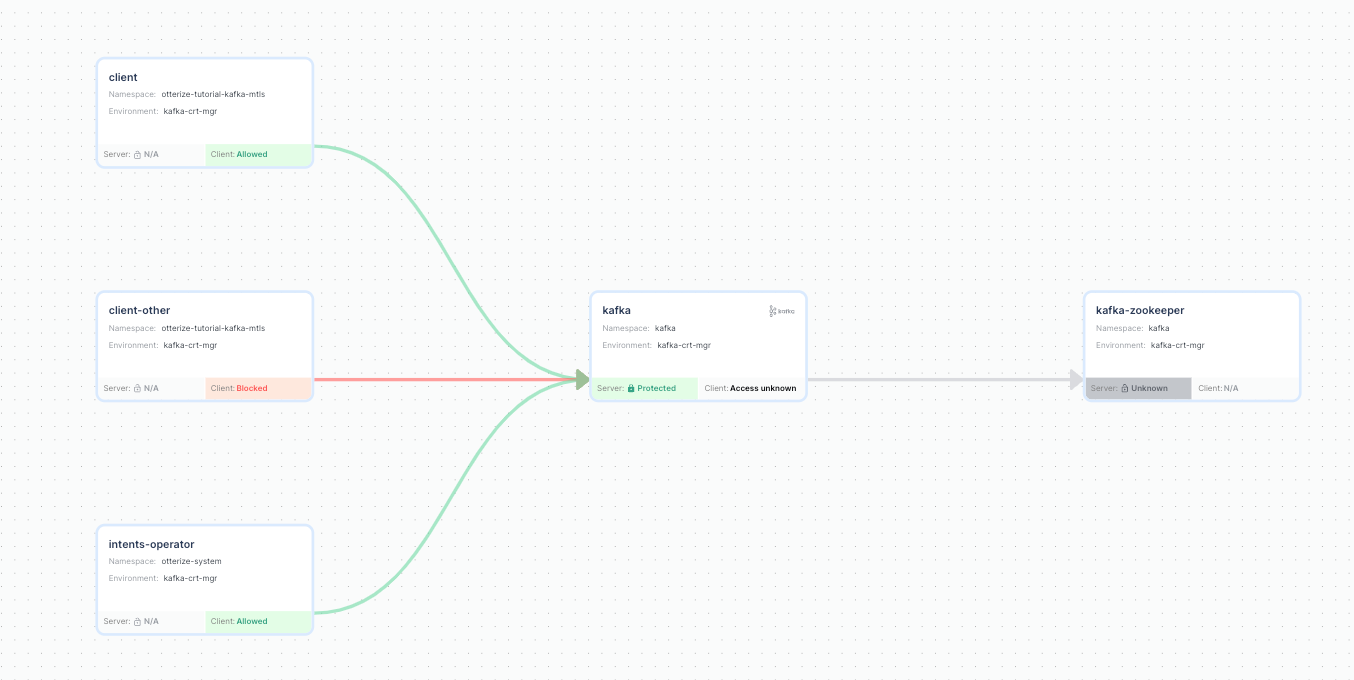 client
Namespace: otterize-tutorial-kafka-mtls
Environment: kafka-crt-mgr
Server: N/A Client: Allowed
client-other
Namespace: otterize-tutorial-kafka-mtls
Environment: kafka-crt-mgr
Server: N/A Client: Blocked
kafka kafka
Namespace: kafka
Environment: kafka-crt-mgr
Server: Protected Client: Access unknown
kafka-zookeeper
Namespace: kafka
Environment: kafka-crt-mgr
Server: Unknown Client: N/A
intents-operator
Namespace: otterize-system
Environment: kafka-crt-mgr
Server: N/A Client: Allowed